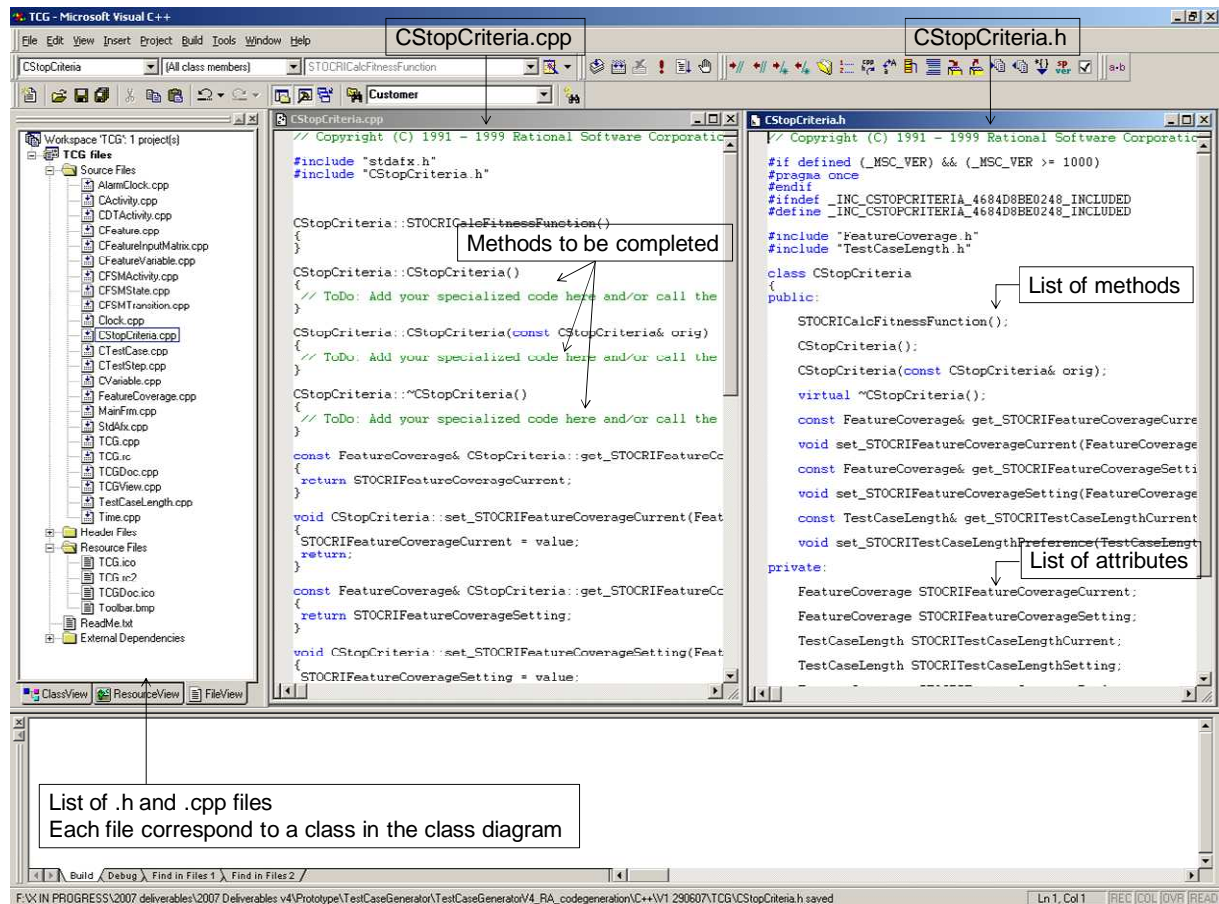 TCG - Microsoft Visual C++
File Edit View Insert Project Build Tools Window Help
CStopCriteria.cpp
CStopCriteria.h
CStopCriteria
(All class members)
STOCRICalcFitnessFunction
Customer
Workspace 'TCG': 1 project(s)
TCG files
Source Files
AlarmClock.cpp
CActivity.cpp
CDTActivity.cpp
CFeature.cpp
CFeatureInputMatrix.cpp
CFeatureVariable.cpp
CFSMActivity.cpp
CFSMState.cpp
CFSMTransition.cpp
Clock.cpp
CStopCriteria.cpp
CTestCase.cpp
CTestStep.cpp
CVariable.cpp
FeatureCoverage.cpp
MainFrm.cpp
StdAfx.cpp
TCG.cpp
TCG.rc
TCGDoc.cpp
TCGView.cpp
TestCaseLength.cpp
Time.cpp
Header Files
Resource Files
TCG.ico
TCG.rc2
TCGDoc.ico
Toolbar.bmp
ReadMe.txt
External Dependencies
ClassView ResourceView FileView
CStopCriteria.cpp
// Copyright (C) 1991 - 1999 Rational Software Corporatic
#include "stdafx.h"
#include "CStopCriteria.h"
CStopCriteria::STOCRICalcFitnessFunction()
{
}
Methods to be completed
CStopCriteria::CStopCriteria()
{
// ToDo: Add your specialized code here and/or call the
}
CStopCriteria::CStopCriteria(const CStopCriteria& orig)
{
// ToDo: Add your specialized code here and/or call the
}
CStopCriteria::~CStopCriteria()
{
// ToDo: Add your specialized code here and/or call the
}
const FeatureCoverage& CStopCriteria::get_STOCRIFeatureCc
{
return STOCRIFeatureCoverageCurrent;
}
void CStopCriteria::set_STOCRIFeatureCoverageCurrent(Feat
{
STOCRIFeatureCoverageCurrent = value;
return;
}
const FeatureCoverage& CStopCriteria::get_STOCRIFeatureCc
{
return STOCRIFeatureCoverageSetting;
}
void CStopCriteria::set_STOCRIFeatureCoverageSetting(Feat
{
STOCRIFeatureCoverageSetting = value;
CStopCriteria.h
// Copyright (C) 1991 - 1999 Rational Software Corporatic
#if defined (_MSC_VER) && (_MSC_VER >= 1000)
#pragma once
#endif
#ifndef _INC_CSTOPCRITERIA_4684D8BE0248_INCLUDED
#define _INC_CSTOPCRITERIA_4684D8BE0248_INCLUDED
#include "FeatureCoverage.h"
#include "TestCaseLength.h"
class CStopCriteria
{
public:
List of methods
STOCRICalcFitnessFunction();
CStopCriteria();
CStopCriteria(const CStopCriteria& orig);
virtual ~CStopCriteria();
const FeatureCoverage& get_STOCRIFeatureCoverageCurre
void set_STOCRIFeatureCoverageCurrent(FeatureCoverage
const FeatureCoverage& get_STOCRIFeatureCoverageSetti
void set_STOCRIFeatureCoverageSetting(FeatureCoverage
const TestCaseLength& get_STOCRITestCaseLengthCurrent
void set_STOCRITestCaseLengthPreference(TestCaseLengt
private:
List of attributes
FeatureCoverage STOCRIFeatureCoverageCurrent;
FeatureCoverage STOCRIFeatureCoverageSetting;
TestCaseLength STOCRITestCaseLengthCurrent;
TestCaseLength STOCRITestCaseLengthSetting;
List of .h and .cpp files
Each file correspond to a class in the class diagram
Build Debug Find in Files 1 Find in Files 2
F:\X IN PROGRESS\2007 deliverables\2007 Deliverables v4\Prototype\TestCaseGenerator\TestCaseGeneratorV4_RA_codegeneration\C++\V1 290607\TCG\CStopCriteria.h saved
Ln 1, Col 1
REC COL OVR READ